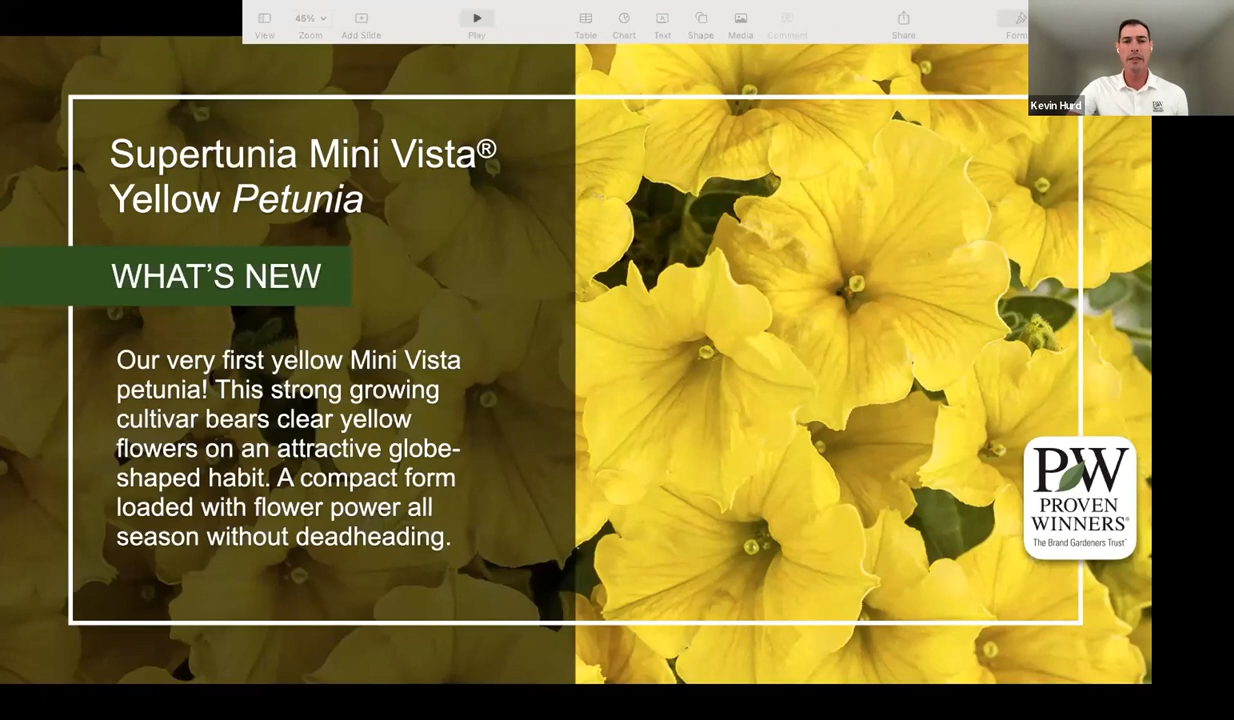 46%
View
Zoom
Add Slide
Play
Table
Chart
Text
Shape
Media
Comment
Share
Form
Kevin Hurd
PW
Supertunia Mini Vista®
Yellow Petunia
WHAT'S NEW
Our very first yellow Mini Vista
petunia! This strong growing
cultivar bears clear yellow
flowers on an attractive globe-
shaped habit. A compact form
loaded with flower power all
season without deadheading.
PW
PROVEN
WINNERS®
The Brand Gardeners Trust™